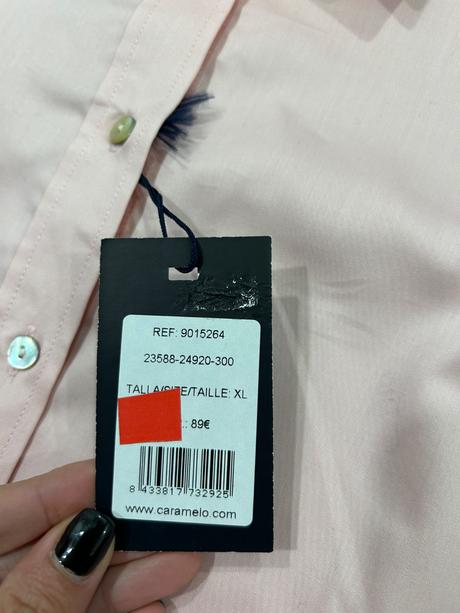 REF: 9015264
23588-24920-300
TALLA/SIZE/TAILLE: XL
.: 89€
8 433817 732925
www.caramelo.com